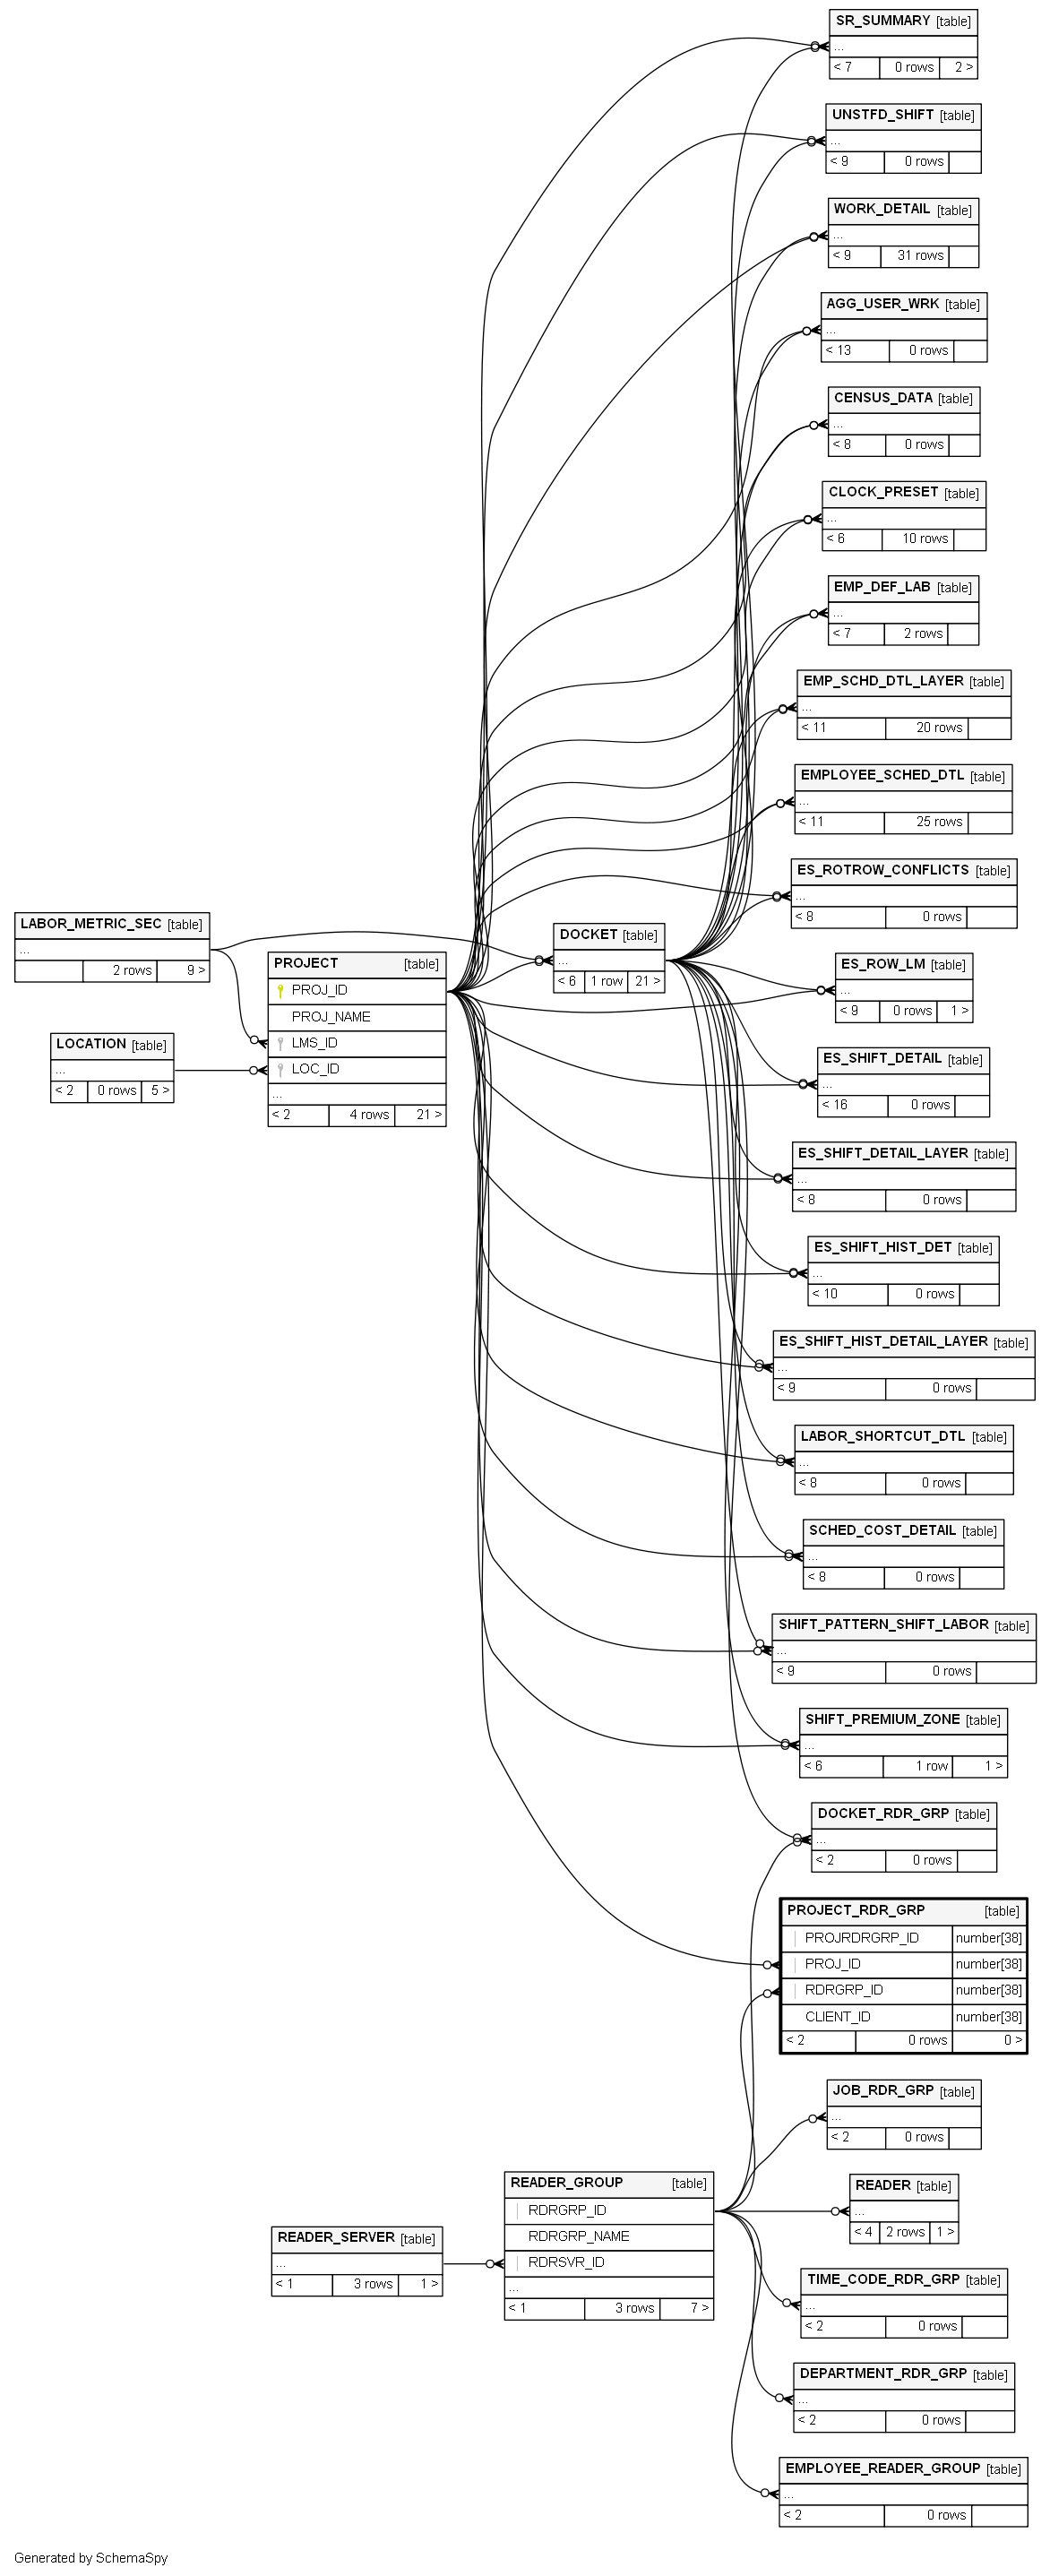 SR_SUMMARY [table]
...
< 7 0 rows 2 >
UNSTFD_SHIFT [table]
...
< 9 0 rows
WORK_DETAIL [table]
...
< 9 31 rows
AGG_USER_WRK [table]
...
< 13 0 rows
CENSUS_DATA [table]
...
< 8 0 rows
CLOCK_PRESET [table]
...
< 6 10 rows
EMP_DEF_LAB [table]
...
< 7 2 rows
EMP_SCHD_DTL_LAYER [table]
...
< 11 20 rows
EMPLOYEE_SCHED_DTL [table]
...
< 11 25 rows
ES_ROTROW_CONFLICTS [table]
...
< 8 0 rows
LABOR_METRIC_SEC [table]
...
2 rows 9 >
LOCATION [table]
...
< 2 0 rows 5 >
PROJECT [table]
PROJ_ID
PROJ_NAME
LMS_ID
LOC_ID
...
< 2 4 rows 21 >
DOCKET [table]
...
< 6 1 row 21 >
ES_ROW_LM [table]
...
< 9 0 rows 1 >
ES_SHIFT_DETAIL [table]
...
< 16 0 rows
ES_SHIFT_DETAIL_LAYER [table]
...
< 8 0 rows
ES_SHIFT_HIST_DET [table]
...
< 10 0 rows
ES_SHIFT_HIST_DETAIL_LAYER [table]
...
< 9 0 rows
LABOR_SHORTCUT_DTL [table]
...
< 8 0 rows
SCHED_COST_DETAIL [table]
...
< 8 0 rows
SHIFT_PATTERN_SHIFT_LABOR [table]
...
< 9 0 rows
SHIFT_PREMIUM_ZONE [table]
...
< 6 1 row 1 >
DOCKET_RDR_GRP [table]
...
< 2 0 rows
PROJECT_RDR_GRP [table]
PROJRDRGRP_ID number[38]
PROJ_ID number[38]
RDRGRP_ID number[38]
CLIENT_ID number[38]
< 2 0 rows 0 >
JOB_RDR_GRP [table]
...
< 2 0 rows
READER_SERVER [table]
...
< 1 3 rows 1 >
READER_GROUP [table]
RDRGRP_ID
RDRGRP_NAME
RDRSVR_ID
...
< 1 3 rows 7 >
READER [table]
...
< 4 2 rows 1 >
TIME_CODE_RDR_GRP [table]
...
< 2 0 rows
DEPARTMENT_RDR_GRP [table]
...
< 2 0 rows
EMPLOYEE_READER_GROUP [table]
...
< 2 0 rows
Generated by SchemaSpy